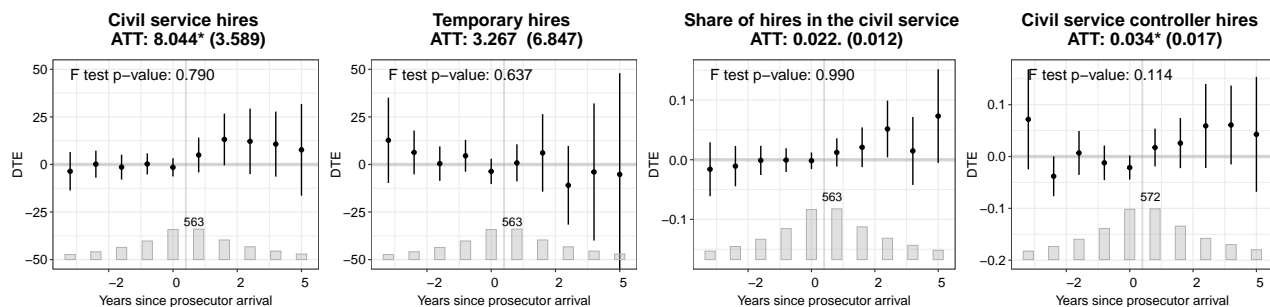 Civil service hires
ATT: 8.044* (3.589)
F test p−value: 0.790
50
25
0
−25
−50
DTE
563
−2
0
2
5
Years since prosecutor arrival
Temporary hires
ATT: 3.267 (6.847)
F test p−value: 0.637
50
25
0
−25
−50
DTE
563
−2
0
2
5
Years since prosecutor arrival
Share of hires in the civil service
ATT: 0.022. (0.012)
F test p−value: 0.990
0.1
0.0
−0.1
DTE
563
−2
0
2
5
Years since prosecutor arrival
Civil service controller hires
ATT: 0.034* (0.017)
F test p−value: 0.114
0.1
0.0
−0.1
−0.2
DTE
572
−2
0
2
5
Years since prosecutor arrival